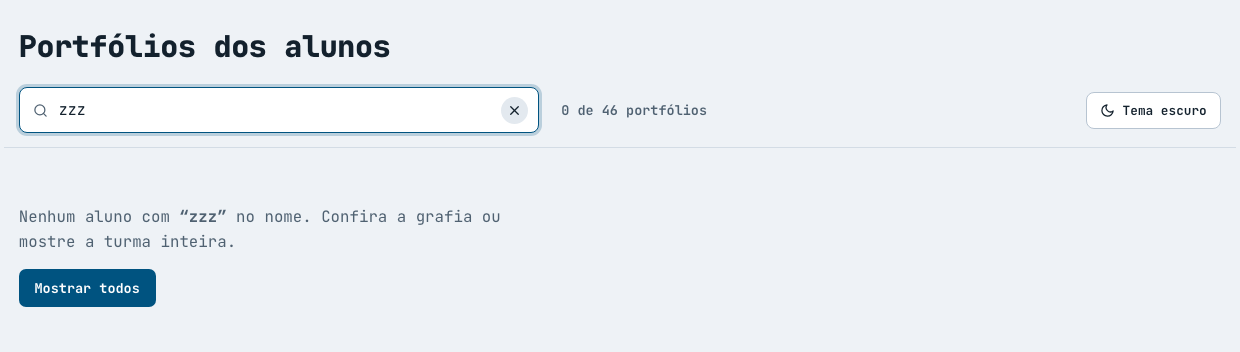 Portfólios dos alunos
zzz
0 de 46 portfólios
Tema escuro
Nenhum aluno com “zzz” no nome. Confira a grafia ou
mostre a turma inteira.
Mostrar todos